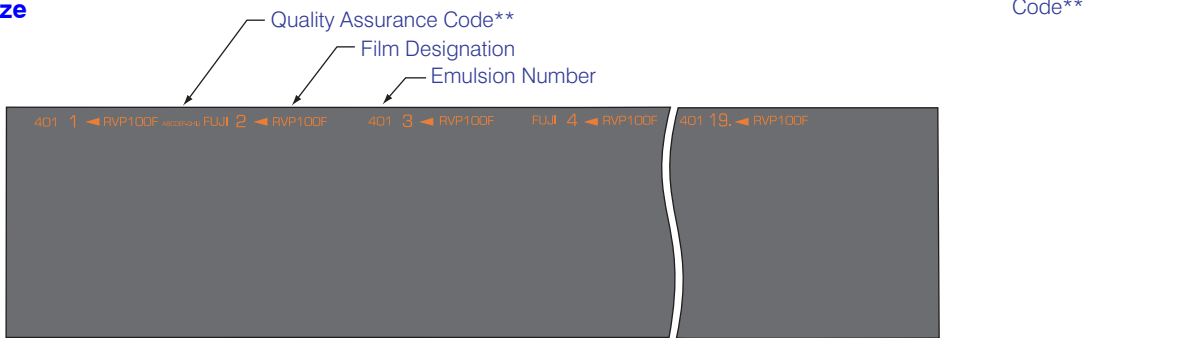 ze
Code**
Quality Assurance Code**
Film Designation
Emulsion Number
401 1 ◄ RVP100F FUJI 2 ◄ RVP100F 401 3 ◄ RVP100F FUJI 4 ◄ RVP100F 401 19. ◄ RVP100F